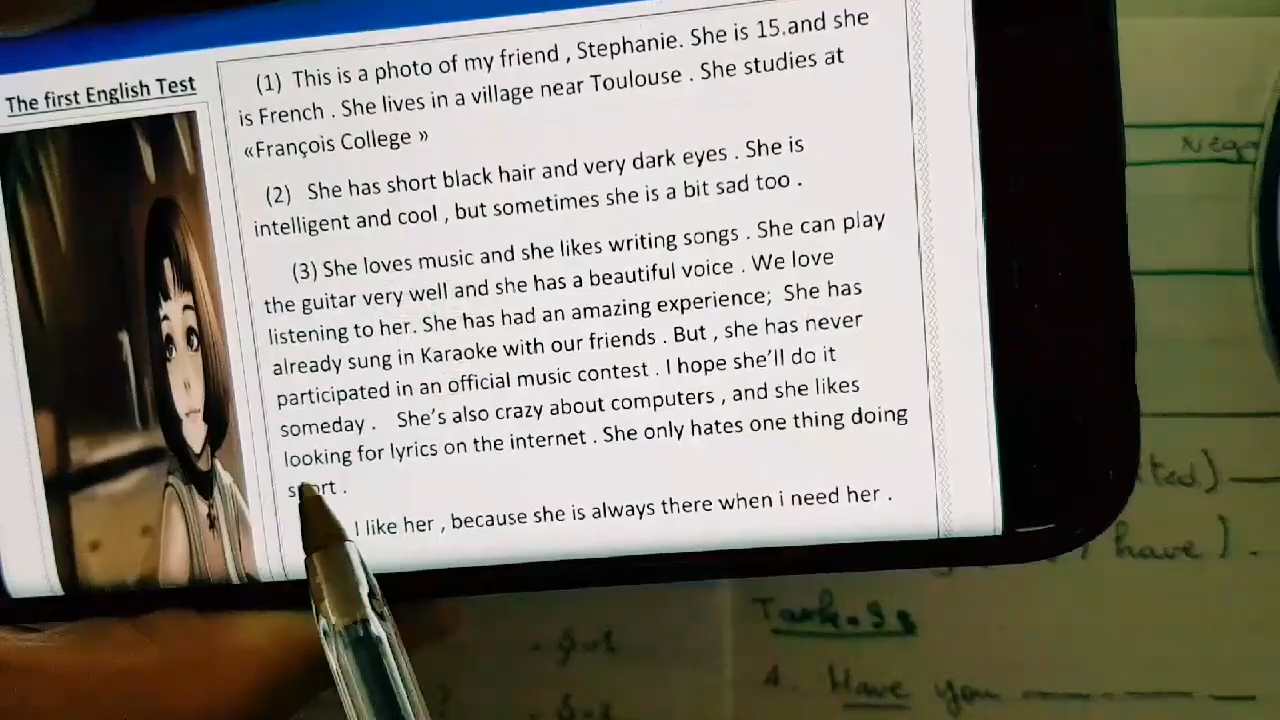 The first English Test
(1) This is a photo of my friend , Stephanie. She is 15.and she
is French . She lives in a village near Toulouse . She studies at
«François College »
(2) She has short black hair and very dark eyes . She is
intelligent and cool , but sometimes she is a bit sad too .
(3) She loves music and she likes writing songs . She can play
the guitar very well and she has a beautiful voice . We love
listening to her. She has had an amazing experience; She has
already sung in Karaoke with our friends . But , she has never
participated in an official music contest . I hope she'll do it
someday . She's also crazy about computers , and she likes
looking for lyrics on the internet . She only hates one thing doing
sport .
I like her , because she is always there when i need her .
have ) .
4. Have you